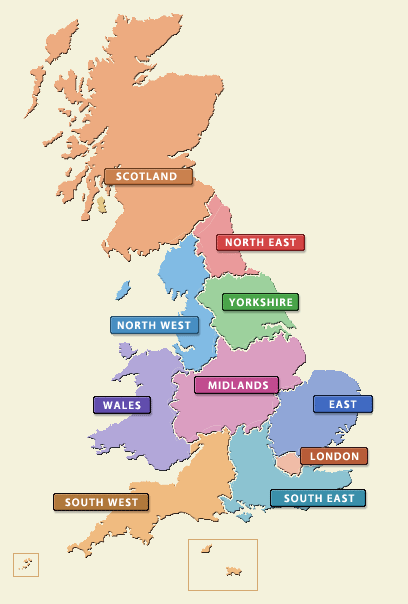 SCOTLAND
NORTH EAST
YORKSHIRE
NORTH WEST
MIDLANDS
WALES
EAST
LONDON
SOUTH EAST
SOUTH WEST